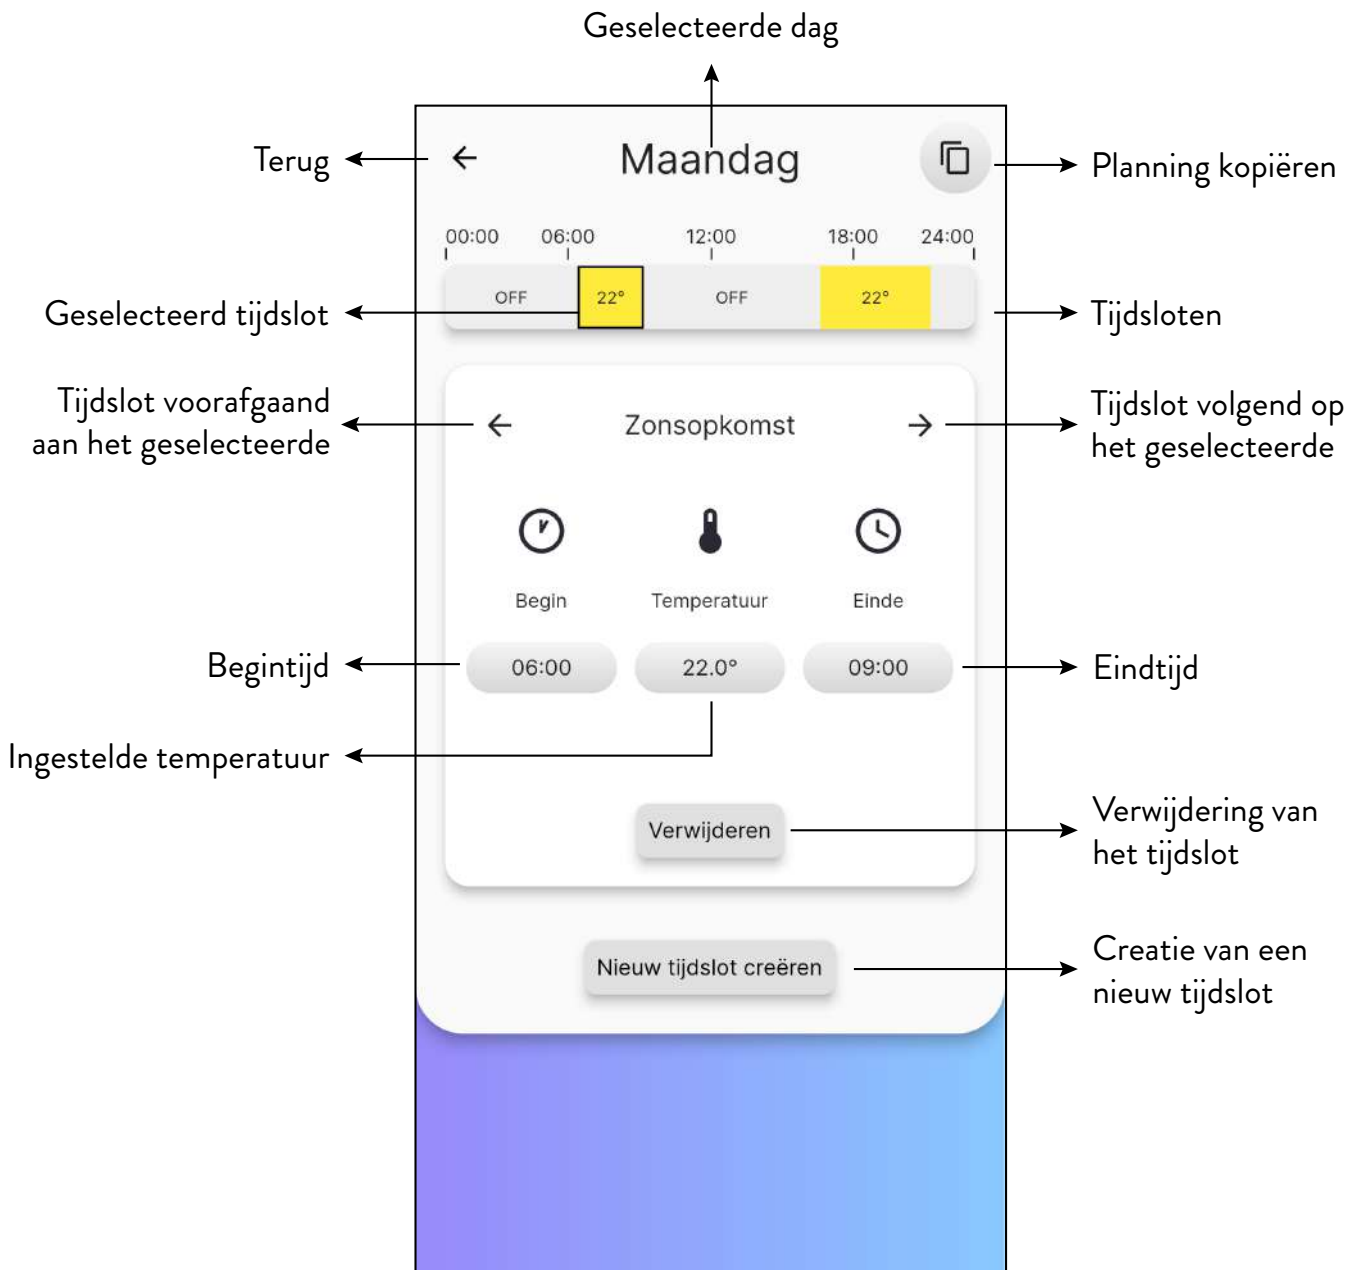 Geselecteerde dag
Terug
Maandag
Planning kopiëren
00:00 06:00 12:00 18:00 24:00
OFF 22° OFF 22°
Geselecteerd tijdslot
Tijdsloten
Tijdslot voorafgaand
aan het geselecteerde
Zonsopkomst
Tijdslot volgend op
het geselecteerde
Begin Temperatuur Einde
Begintijd
06:00 22.0° 09:00
Eindtijd
Ingestelde temperatuur
Verwijderen
Verwijdering van
het tijdslot
Nieuw tijdslot creëren
Creatie van een
nieuw tijdslot